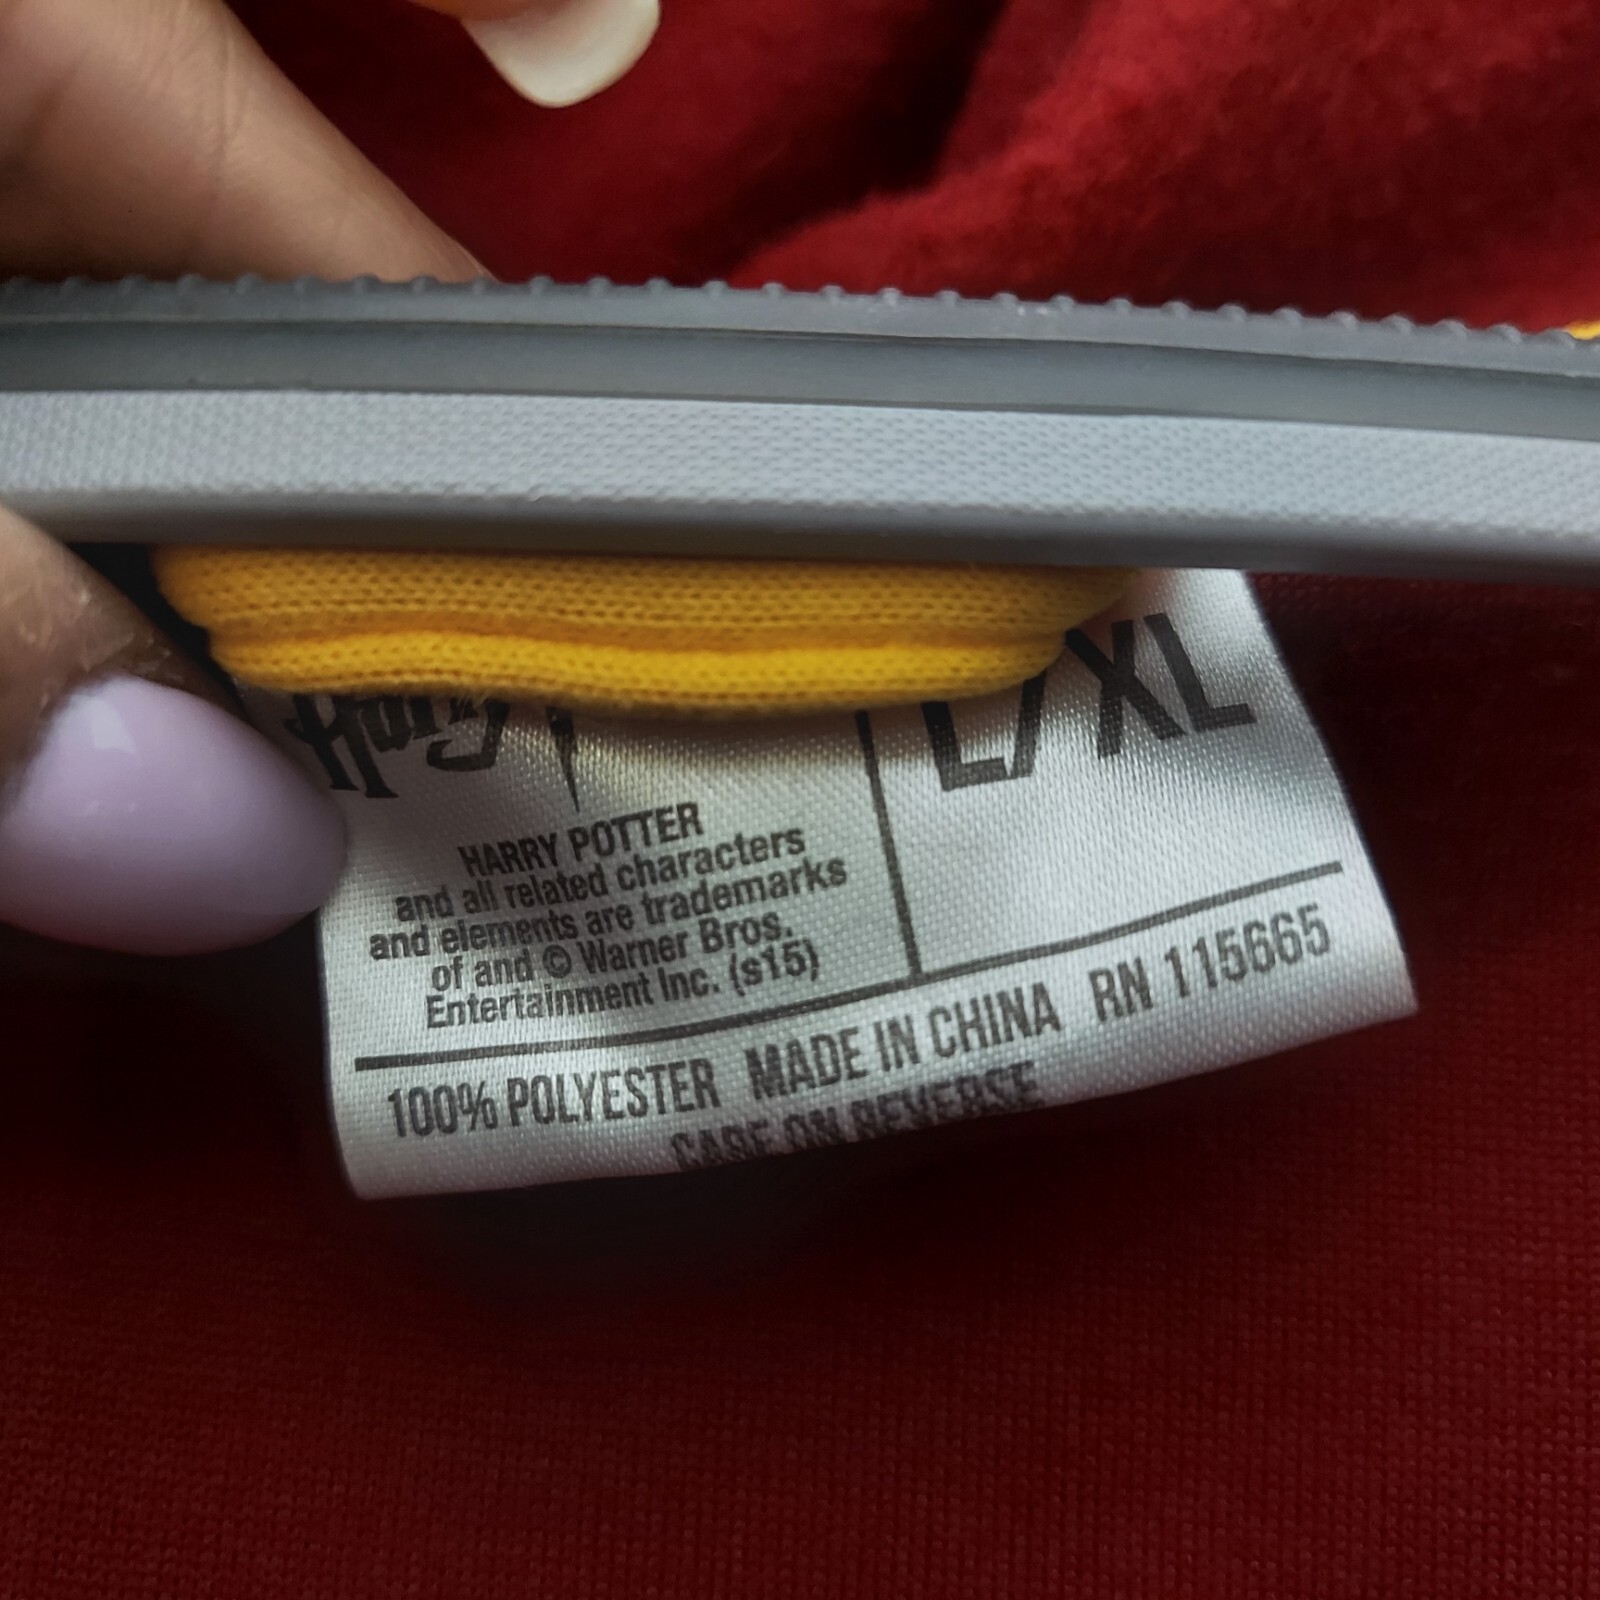 Harry
L/XL
HARRY POTTER
and all related characters
and elements are trademarks
of and © Warner Bros.
Entertainment Inc. (s15)
100% POLYESTER MADE IN CHINA RN 115665
CARE ON REVERSE